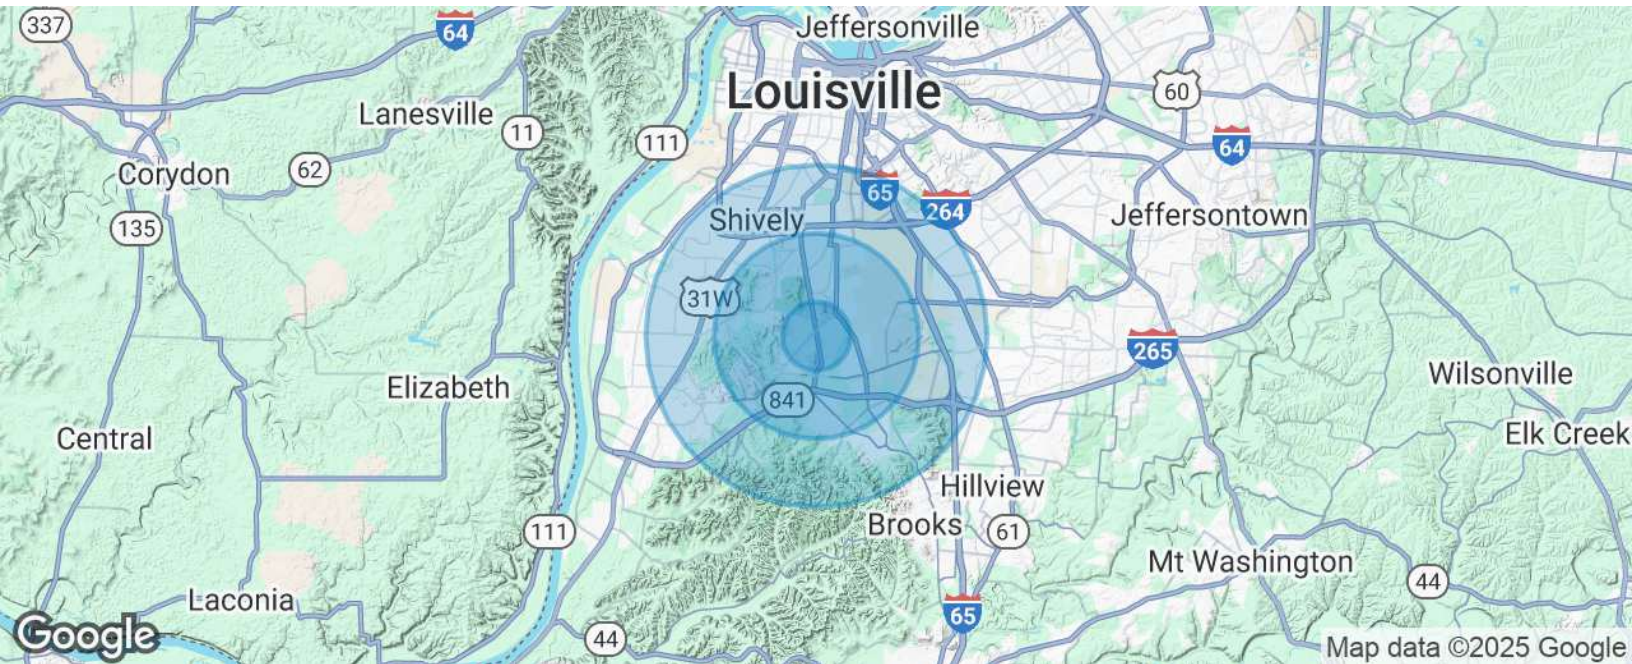 337
64
Jeffersonville
Louisville
60
Lanesville
11
111
64
62
Corydon
65
264
135
Shively
Jeffersontown
31W
265
Elizabeth
841
Wilsonville
Central
Elk Creek
Hillview
111
Brooks
61
Mt Washington
44
Laconia
65
Google
44
Map data ©2025 Google